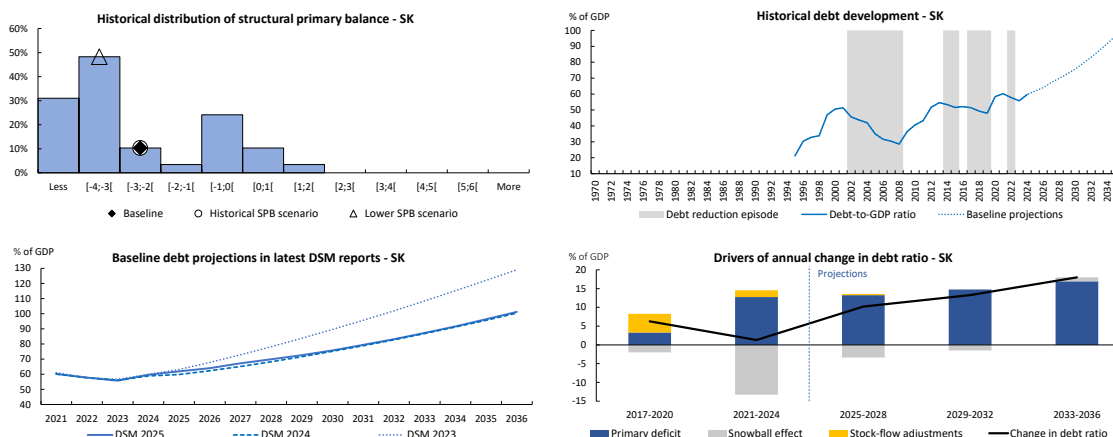 Historical distribution of structural primary balance - SK
60%
50%
40%
30%
20%
10%
0%
Less [-4;-3[ [-3;-2[ [-2;-1[ [-1;0[ [0;1[ [1;2[ [2;3[ [3;4[ [4;5[ [5;6[ More
Baseline Historical SPB scenario Lower SPB scenario
% of GDP
Historical debt development - SK
100
90
80
70
60
50
40
30
20
10
1970 1972 1974 1976 1978 1980 1982 1984 1986 1988 1990 1992 1994 1996 1998 2000 2002 2004 2006 2008 2010 2012 2014 2016 2018 2020 2022 2024 2026 2028 2030 2032 2034
Debt reduction episode Debt-to-GDP ratio Baseline projections
% of GDP
Baseline debt projections in latest DSM reports - SK
130
120
110
100
90
80
70
60
50
40
2021 2022 2023 2024 2025 2026 2027 2028 2029 2030 2031 2032 2033 2034 2035 2036
DSM 2025 DSM 2024 DSM 2023
% of GDP
Drivers of annual change in debt ratio - SK
Projections
20
15
10
5
0
-5
-10
-15
2017-2020 2021-2024 2025-2028 2029-2032 2033-2036
Primary deficit Snowball effect Stock-flow adjustments Change in debt ratio